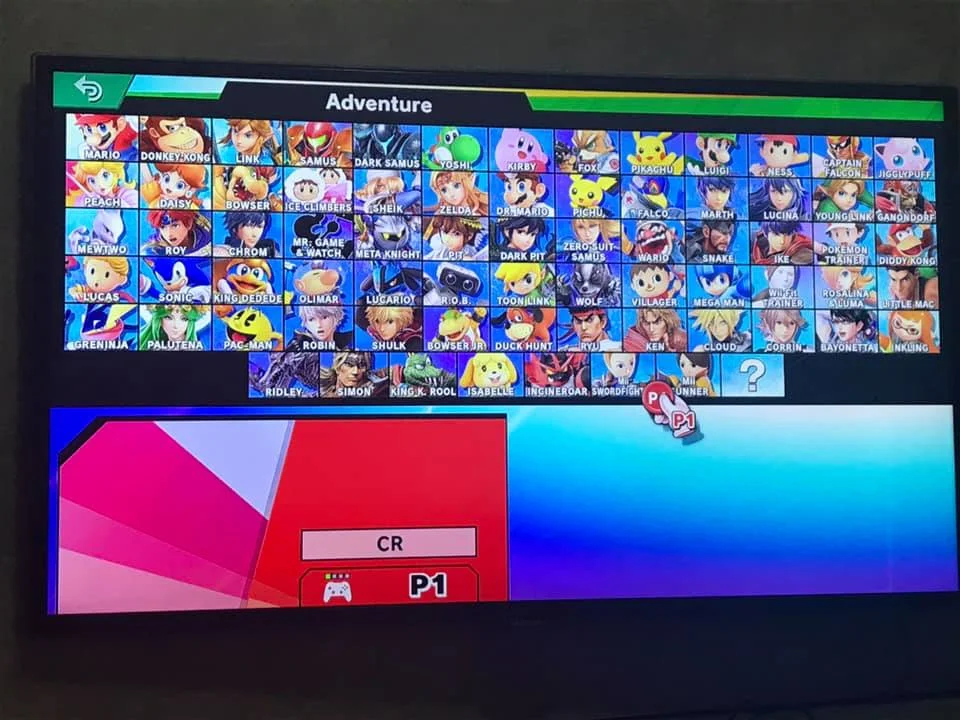 Adventure
MARIO
DONKEY KONG
LINK
SAMUS
DARK SAMUS
YOSHI
KIRBY
FOX
PIKACHU
LUIGI
NESS
CAPTAIN
FALCON
JIGGLYPUFF
PEACH
DAISY
BOWSER
ICE CLIMBERS
SHEIK
ZELDA
DR. MARIO
PICHU
FALCO
MARTH
LUCINA
YOUNG LINK
GANONDORF
MEWTWO
ROY
CHROM
MR. GAME
& WATCH
META KNIGHT
PIT
DARK PIT
ZERO SUIT
SAMUS
WARIO
SNAKE
IKE
POKÉMON
TRAINER
DIDDY KONG
LUCAS
SONIC
KING DEDEDE
OLIMAR
LUCARIO
R.O.B.
TOON LINK
WOLF
VILLAGER
MEGA MAN
Wii Fit
TRAINER
ROSALINA
& LUMA
LITTLE MAC
GRENINJA
PALUTENA
PAC-MAN
ROBIN
SHULK
BOWSER JR.
DUCK HUNT
RYU
KEN
CLOUD
CORRIN
BAYONETTA
INKLING
RIDLEY
SIMON
KING K. ROOL
ISABELLE
INCINEROAR
Mii
SWORDFIGHT
Mii
UNNER
?
P
P1
CR
P1